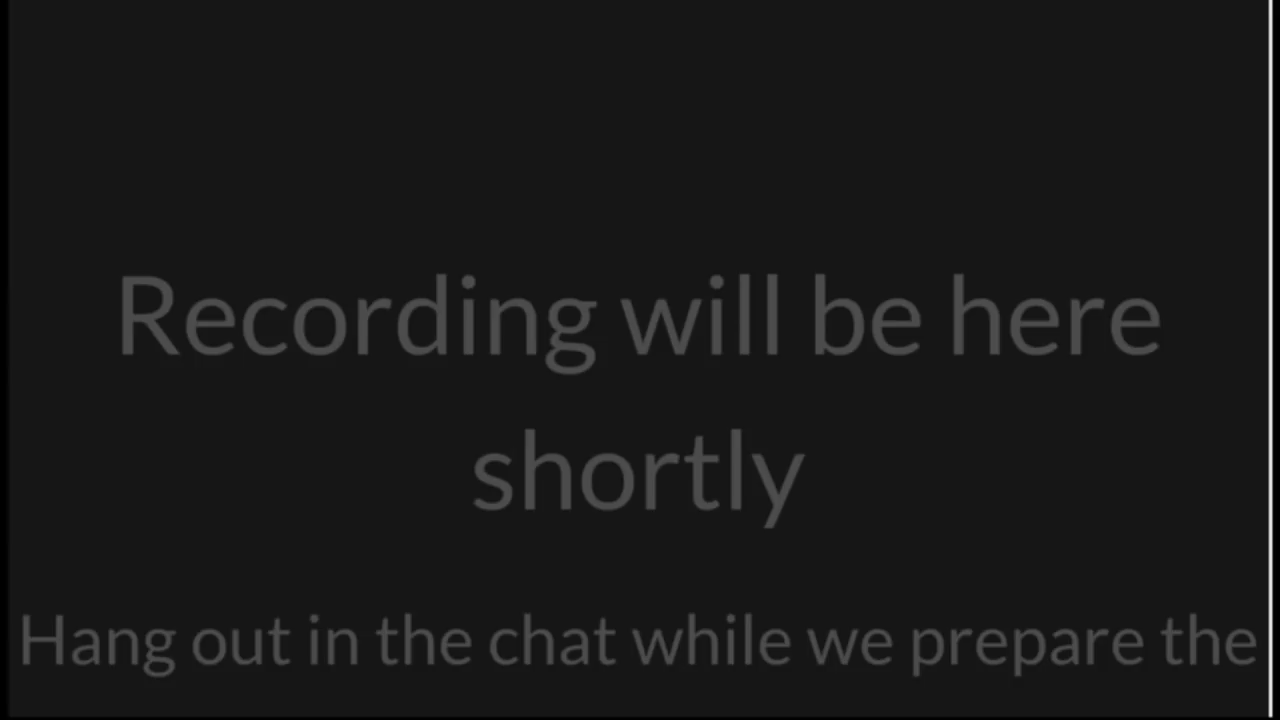 Recording will be here
shortly
Hang out in the chat while we prepare the